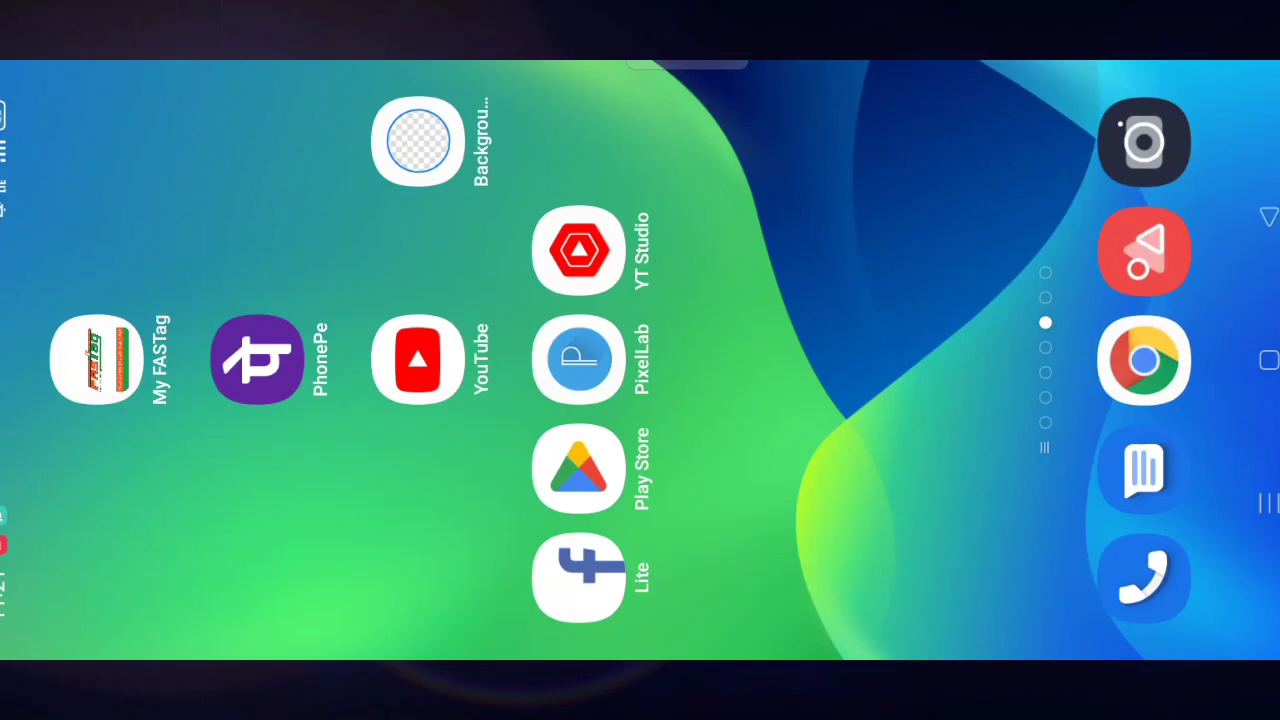 My FASTag
PhonePe
YouTube
Backgrou...
Lite
Play Store
PixelLab
YT Studio